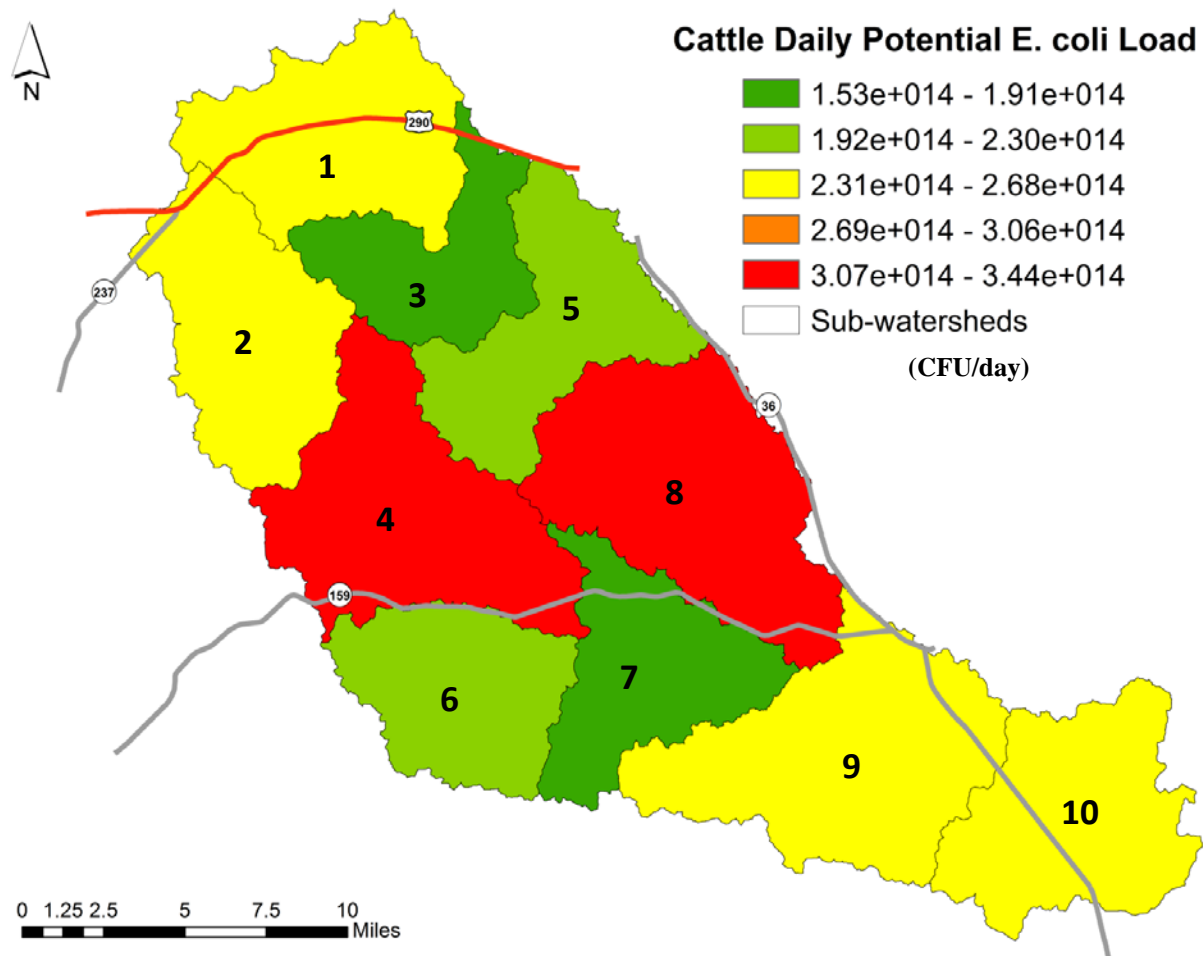 Cattle Daily Potential E. coli Load
1.53e+014 - 1.91e+014
1.92e+014 - 2.30e+014
2.31e+014 - 2.68e+014
2.69e+014 - 3.06e+014
3.07e+014 - 3.44e+014
Sub-watersheds
(CFU/day)
N
290
1
237
3
5
2
36
8
4
159
7
6
9
10
0 1.25 2.5 5 7.5 10
Miles